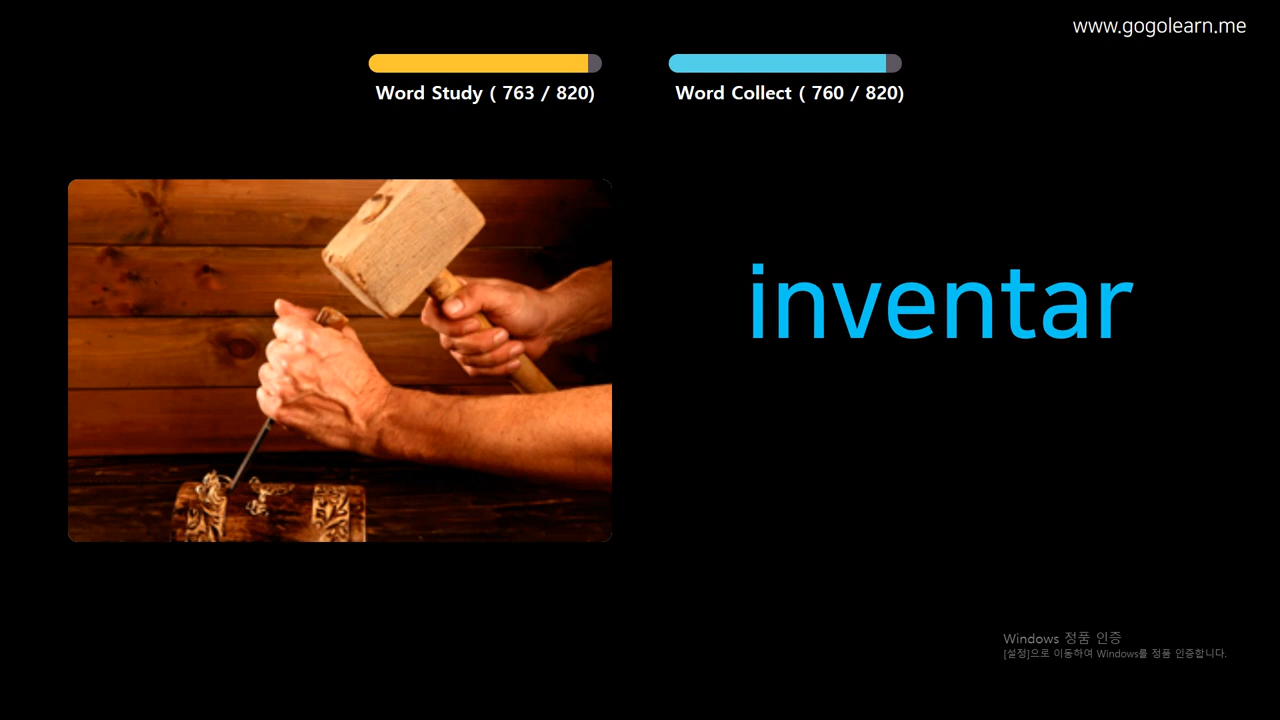 www.gogolearn.me
Word Study ( 763 / 820)
Word Collect ( 760 / 820)
inventar
Windows 정품 인증
[설정]으로 이동하여 Windows를 정품 인증합니다.